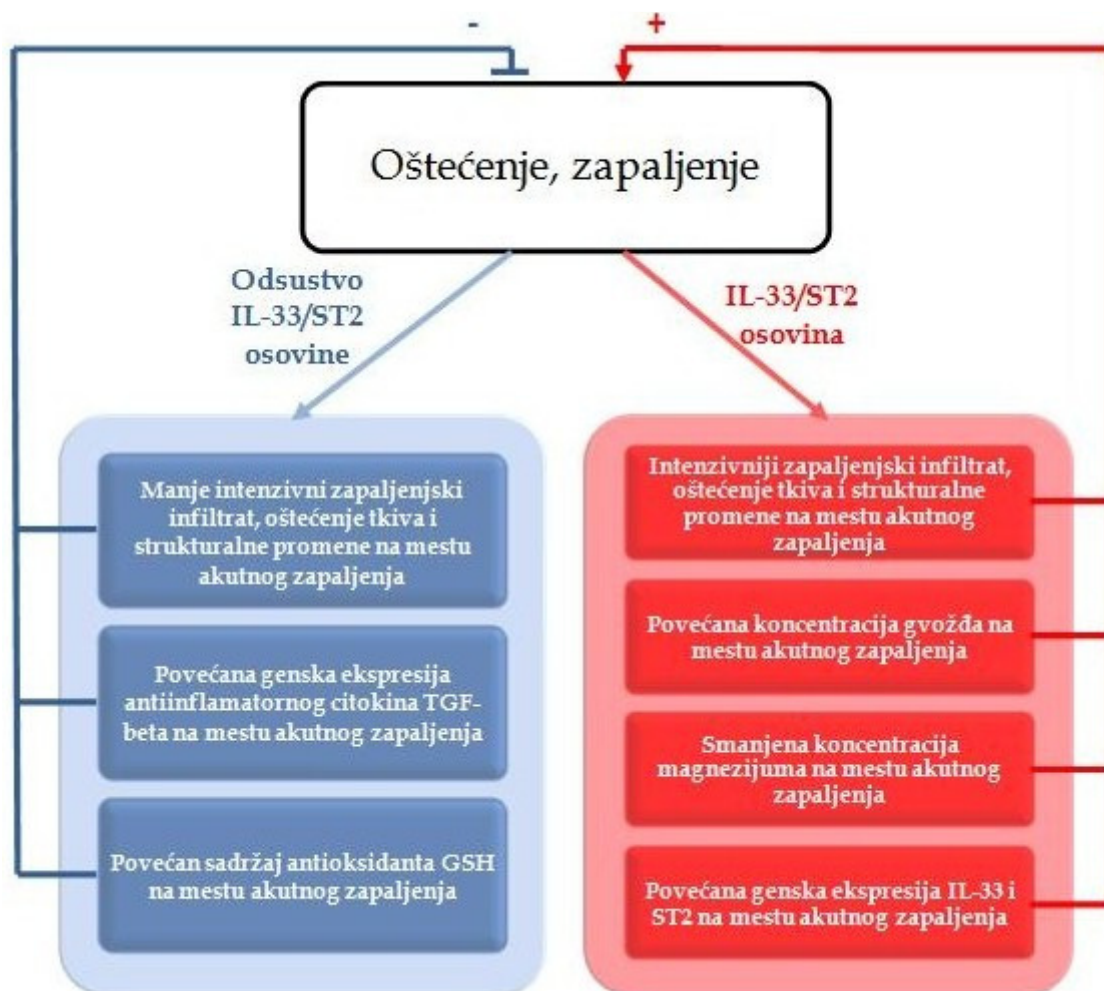 -
+
Oštećenje, zapaljenje
Odsustvo
IL-33/ST2
osovine
IL-33/ST2
osovina
Manje intenzivni zapaljenjski
infiltrat, oštećenje tkiva i
strukturalne promene na mestu
akutnog zapaljenja
Povećana genska ekspresija
antiinflamatornog citokina TGF-
beta na mestu akutnog zapaljenja
Povećan sadržaj antioksidanta GSH
na mestu akutnog zapaljenja
Intenzivniji zapaljenjski infiltrat,
oštećenje tkiva i strukturalne
promene na mestu akutnog
zapaljenja
Povećana koncentracija gvožđa na
mestu akutnog zapaljenja
Smanjena koncentracija
magnezijuma na mestu akutnog
zapaljenja
Povećana genska ekspresija IL-33 i
ST2 na mestu akutnog zapaljenja